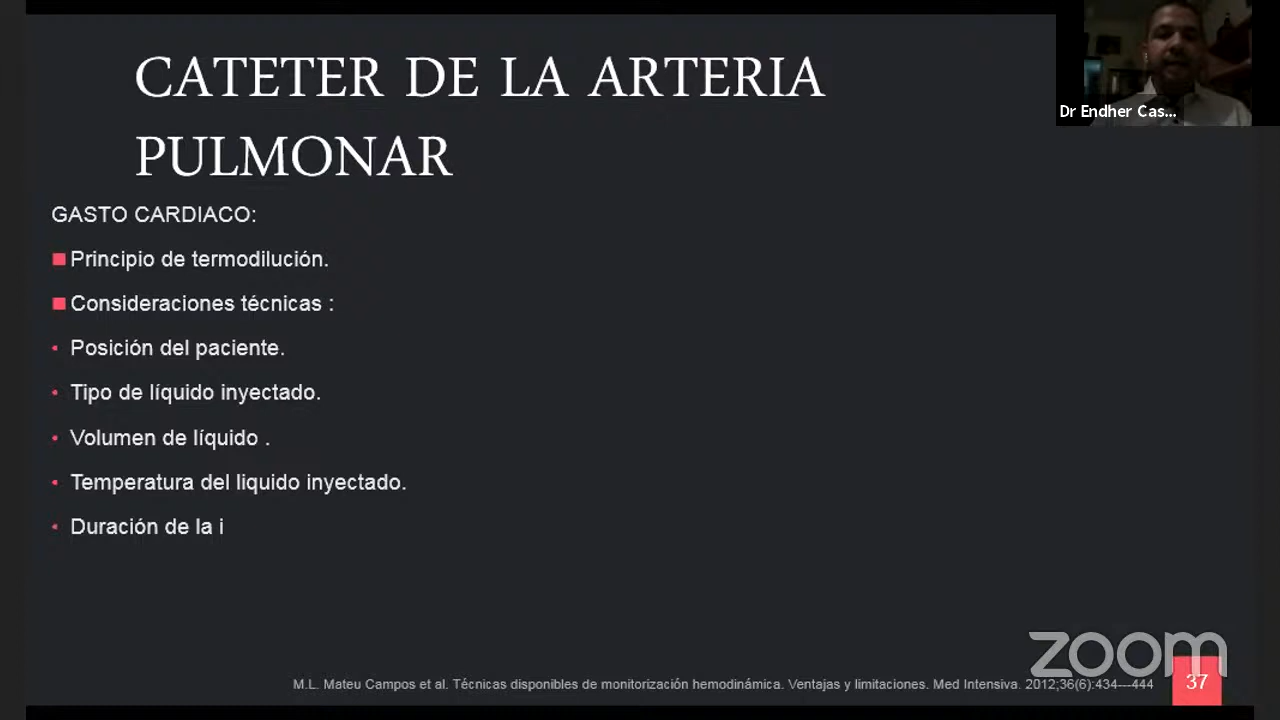 CATETER DE LA ARTERIA
PULMONAR
Dr Endher Cas...
GASTO CARDIACO:
Principio de termodilución.
Consideraciones técnicas :
Posición del paciente.
Tipo de líquido inyectado.
Volumen de líquido .
Temperatura del liquido inyectado.
Duración de la i
zoom
M.L. Mateu Campos et al. Técnicas disponibles de monitorización hemodinámica. Ventajas y limitaciones. Med Intensiva. 2012;36(6):434---444
37